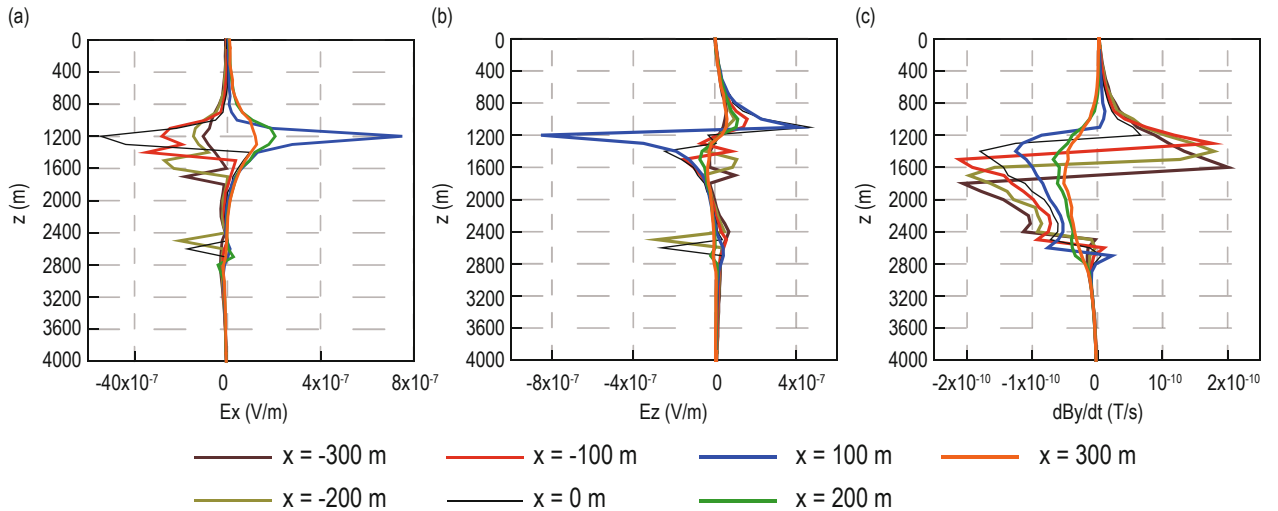 (a)
0
400
800
1200
1600
2000
2400
2800
3200
3600
4000
z (m)
-40x10⁻⁷ 0 4x10⁻⁷ 8x10⁻⁷
Ex (V/m)
(b)
0
400
800
1200
1600
2000
2400
2800
3200
3600
4000
z (m)
-8x10⁻⁷ -4x10⁻⁷ 0 4x10⁻⁷
Ez (V/m)
(c)
0
400
800
1200
1600
2000
2400
2800
3200
3600
4000
z (m)
-2x10⁻¹⁰ -1x10⁻¹⁰ 0 10⁻¹⁰ 2x10⁻¹⁰
dBy/dt (T/s)
x = -300 m x = -100 m x = 100 m x = 300 m
x = -200 m x = 0 m x = 200 m